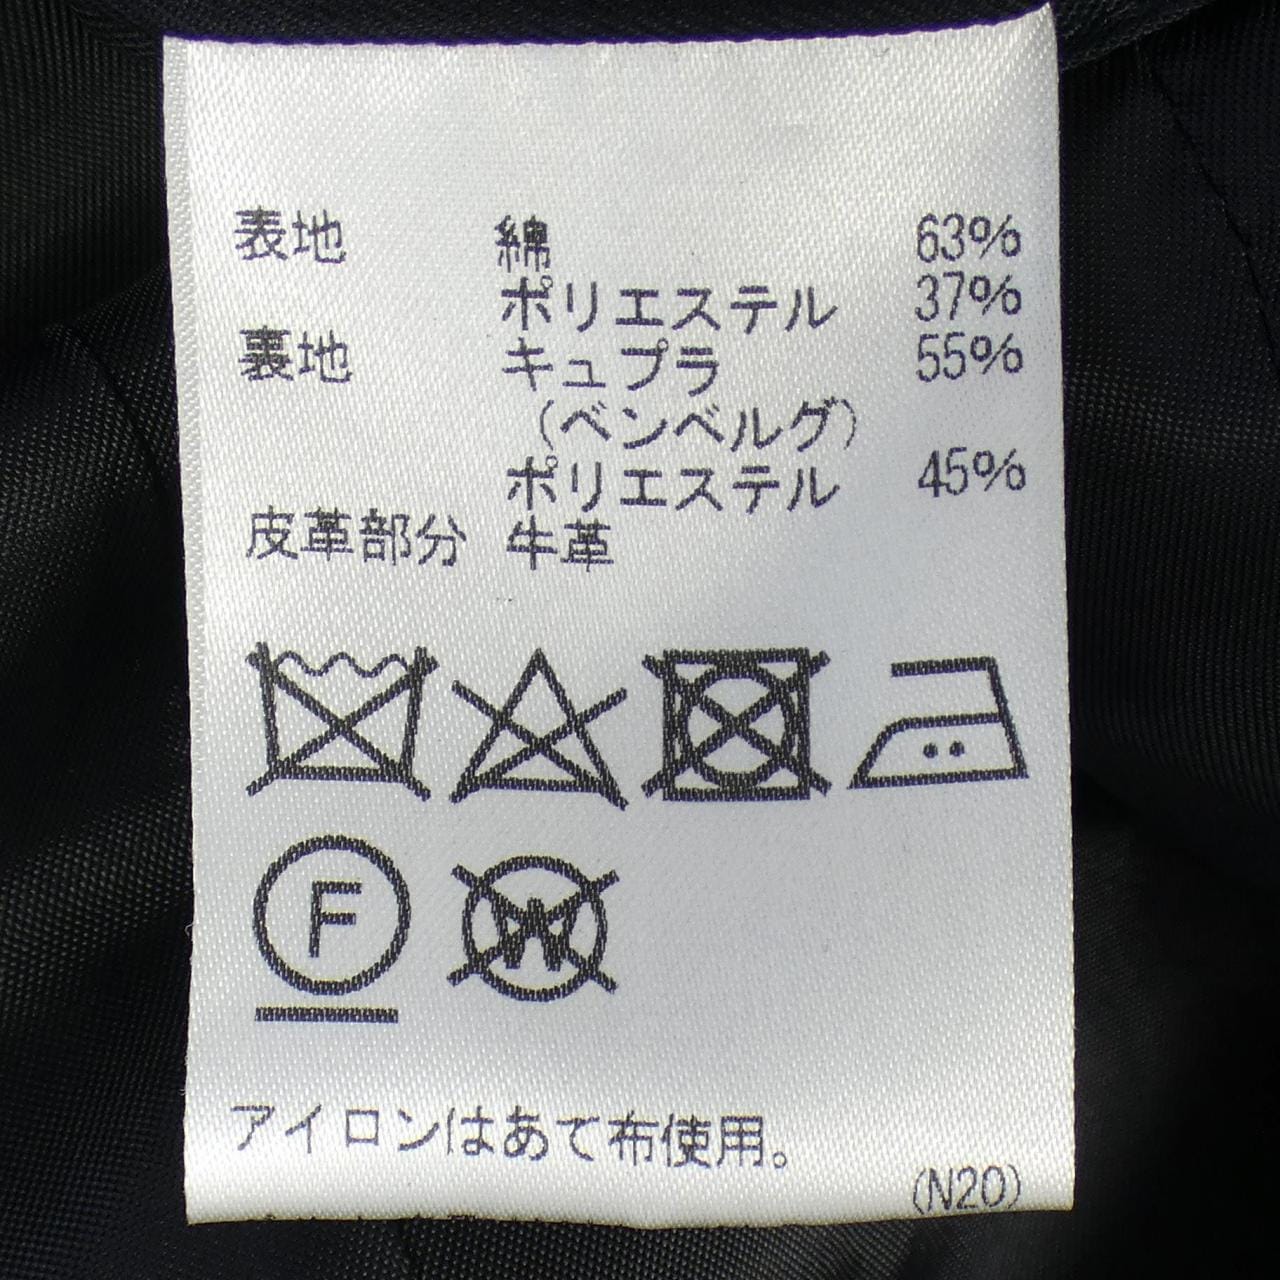 表地 綿 63%
ポリエステル 37%
裏地 キュプラ 55%
(ベンベルグ)
ポリエステル 45%
皮革部分 牛革
F W
アイロンはあて布使用。
(N20)